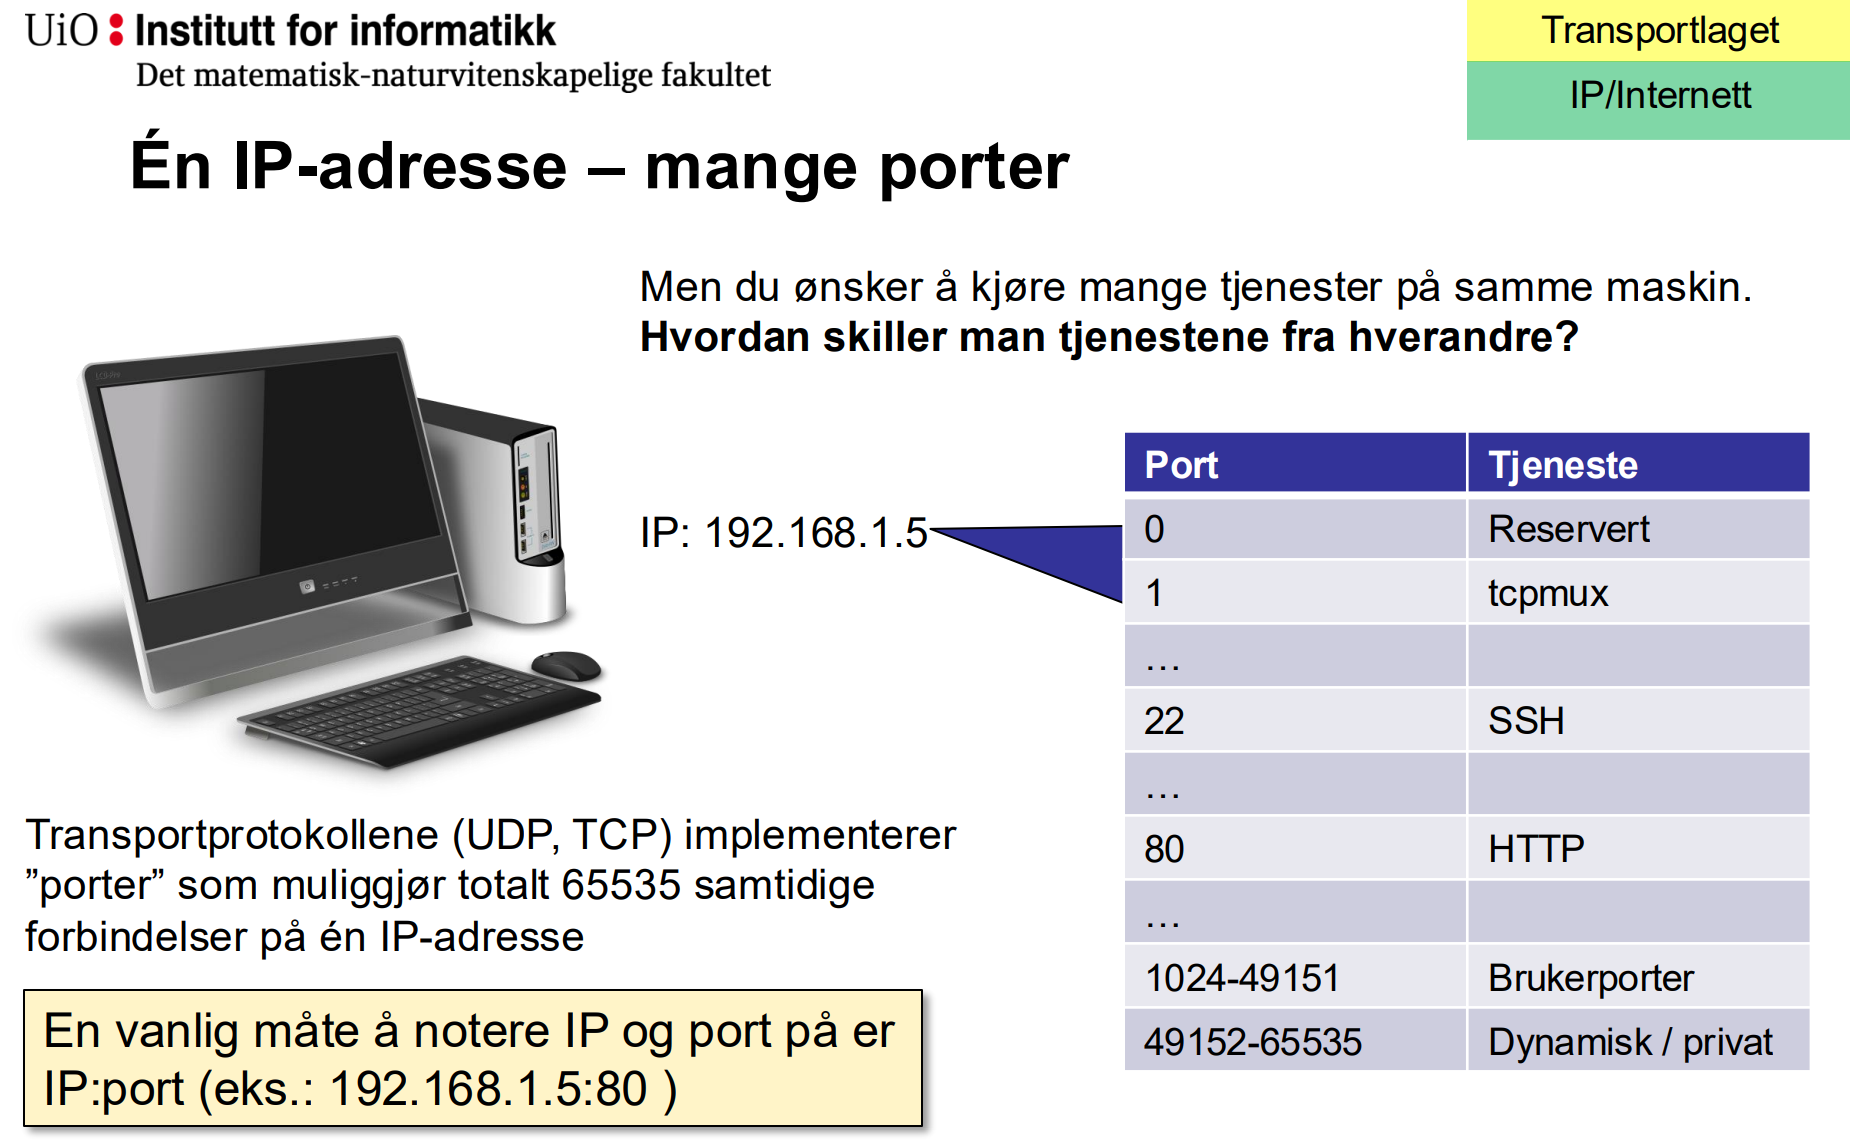 UiO Institutt for informatikk
Det matematisk-naturvitenskapelige fakultet
Transportlaget
IP/Internett
Én IP-adresse – mange porter
Men du ønsker å kjøre mange tjenester på samme maskin.
Hvordan skiller man tjenestene fra hverandre?
IP: 192.168.1.5
Port Tjeneste
0 Reservert
1 tcpmux
…
22 SSH
…
80 HTTP
…
1024-49151 Brukerporter
49152-65535 Dynamisk / privat
Transportprotokollene (UDP, TCP) implementerer
”porter” som muliggjør totalt 65535 samtidige
forbindelser på én IP-adresse
En vanlig måte å notere IP og port på er
IP:port (eks.: 192.168.1.5:80 )